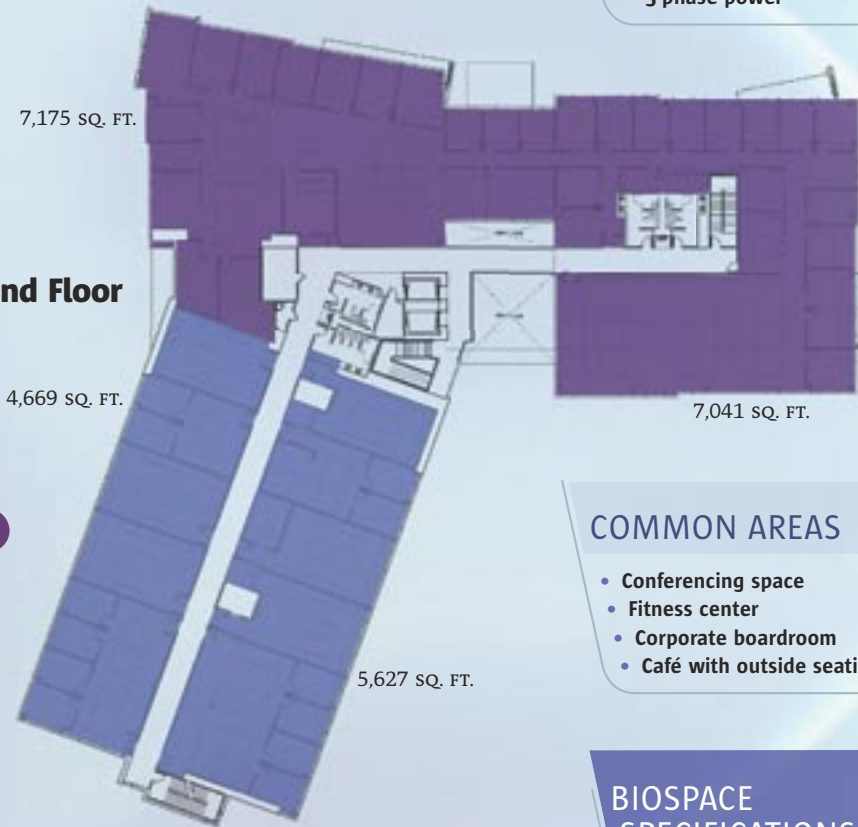 3-phase power
7,175 SQ. FT.
nd Floor
4,669 SQ. FT.
7,041 SQ. FT.
COMMON AREAS
• Conferencing space
• Fitness center
• Corporate boardroom
• Café with outside seati
5,627 SQ. FT.
BIOSPACE
SPECIFICATIONS